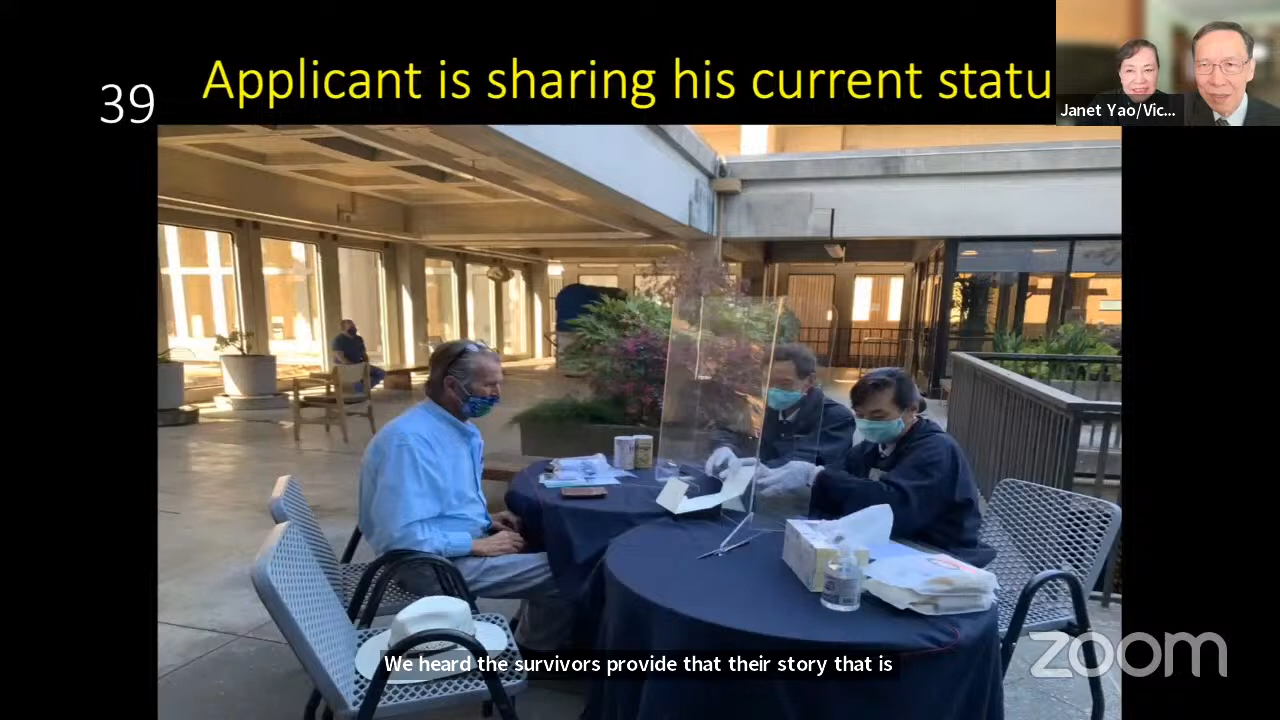 39
Applicant is sharing his current statu
Janet Yao/Vic...
We heard the survivors provide that their story that is
zoom